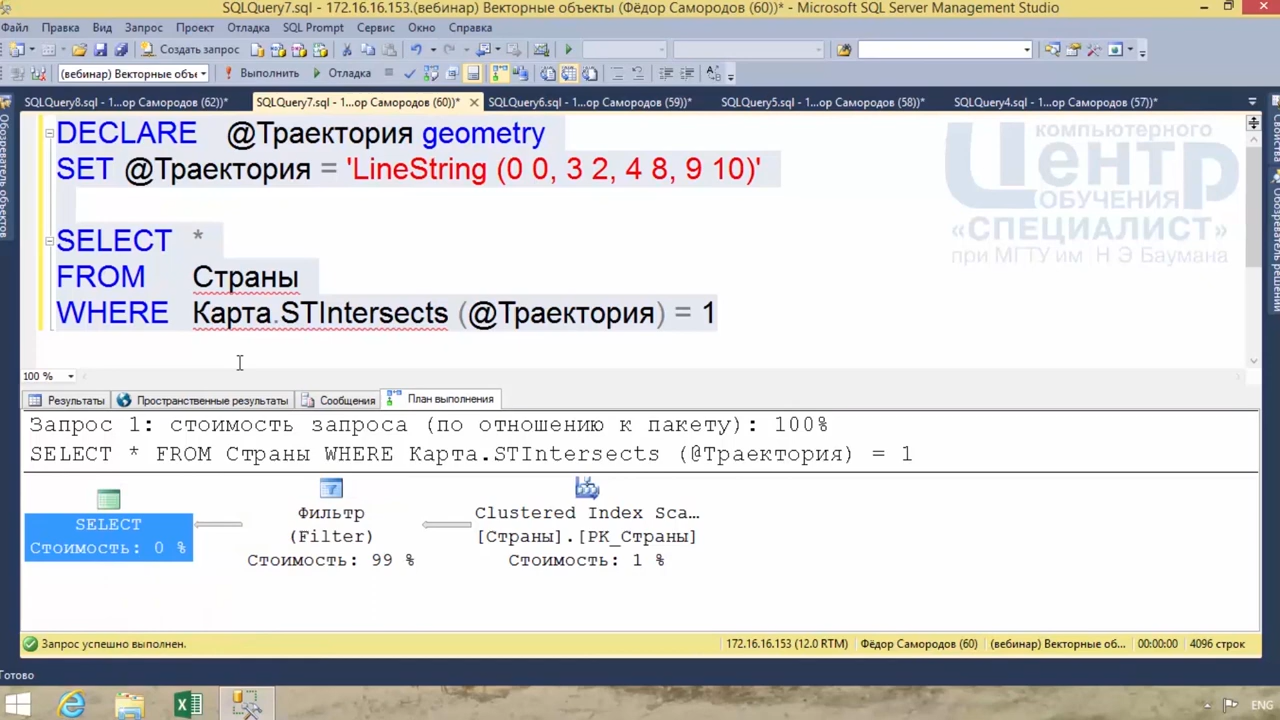 SQLQuery7.sql - 172.16.16.153.(вебинар) Векторные объекты (Фёдор Самородов (60))* - Microsoft SQL Server Management Studio
Файл Правка Вид Запрос Проект Отладка SQL Prompt Сервис Окно Справка
Создать запрос
(вебинар) Векторные объек Выполнить Отладка
SQLQuery8.sql - 1...ор Самородов (62))* SQLQuery7.sql - 1...ор Самородов (60))* SQLQuery6.sql - 1...ор Самородов (59))* SQLQuery5.sql - 1...ор Самородов (58))* SQLQuery4.sql - 1...ор Самородов (57))*
Обозреватель объектов
Свойства
Обозреватель решений
компьютерного
Центр
ОБУЧЕНИЯ
«СПЕЦИАЛИСТ»
при МГТУ им. Н Э Баумана
DECLARE @Траектория geometry
SET @Траектория = 'LineString (0 0, 3 2, 4 8, 9 10)'
SELECT *
FROM Страны
WHERE Карта.STIntersects (@Траектория) = 1
100 %
Результаты Пространственные результаты Сообщения План выполнения
Запрос 1: стоимость запроса (по отношению к пакету): 100%
SELECT * FROM Страны WHERE Карта.STIntersects (@Траектория) = 1
SELECT
Стоимость: 0 %
Фильтр
(Filter)
Стоимость: 99 %
Clustered Index Sca…
[Страны].[PK_Страны]
Стоимость: 1 %
Запрос успешно выполнен. 172.16.16.153 (12.0 RTM) Фёдор Самородов (60) (вебинар) Векторные об... 00:00:00 4096 строк
Готово
ENG